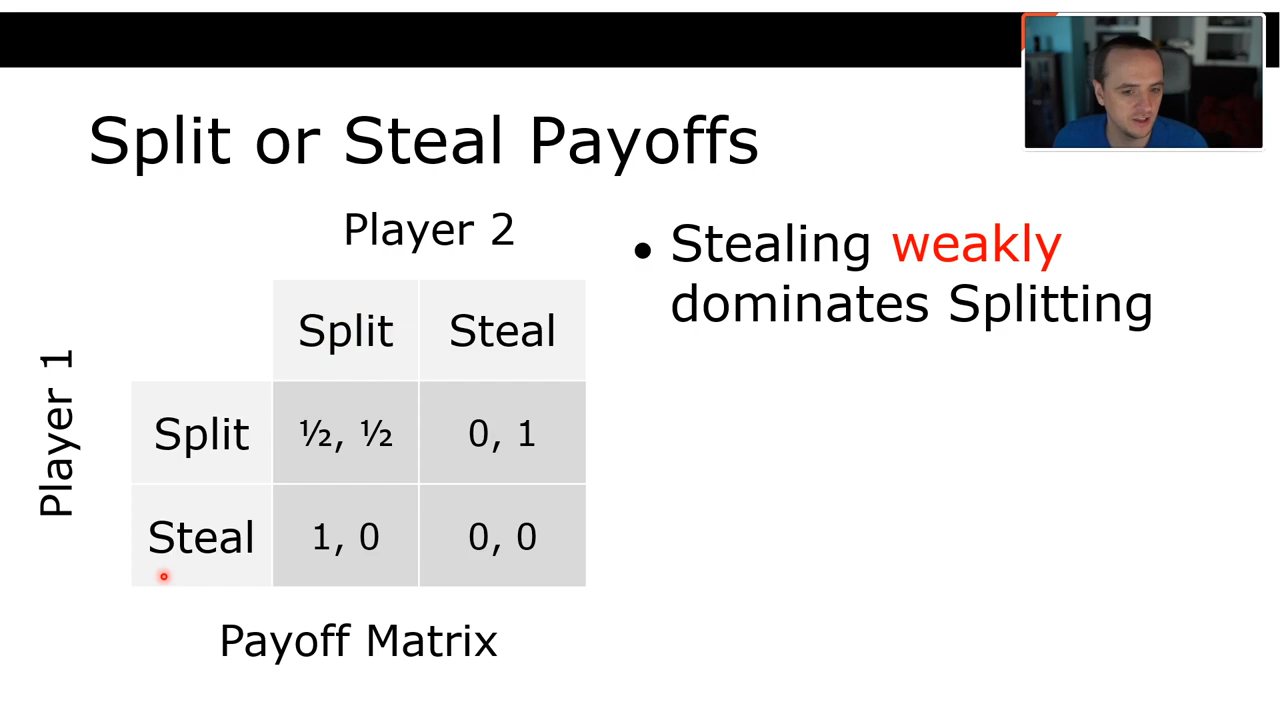 Split or Steal Payoffs
Player 2
Player 1
Split Steal
Split ½, ½ 0, 1
Steal 1, 0 0, 0
Payoff Matrix
• Stealing weakly
dominates Splitting